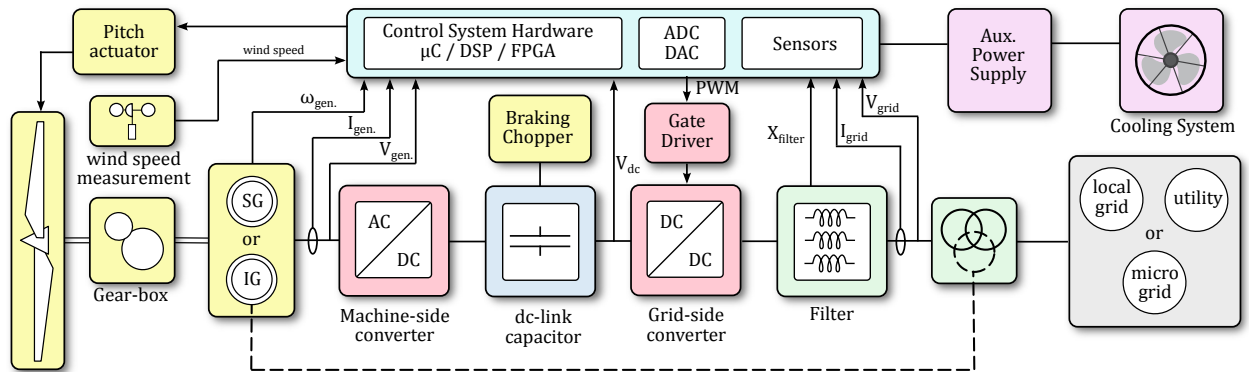 Pitch
actuator
wind speed
Control System Hardware
μC / DSP / FPGA
ADC
DAC
Sensors
Aux.
Power
Supply
Cooling System
wind speed
measurement
ωgen.
Igen.
Vgen.
Braking
Chopper
Vdc
PWM
Gate
Driver
Xfilter
Igrid
Vgrid
Gear-box
SG
or
IG
AC
DC
Machine-side
converter
dc-link
capacitor
DC
DC
Grid-side
converter
Filter
local
grid
utility
or
micro
grid